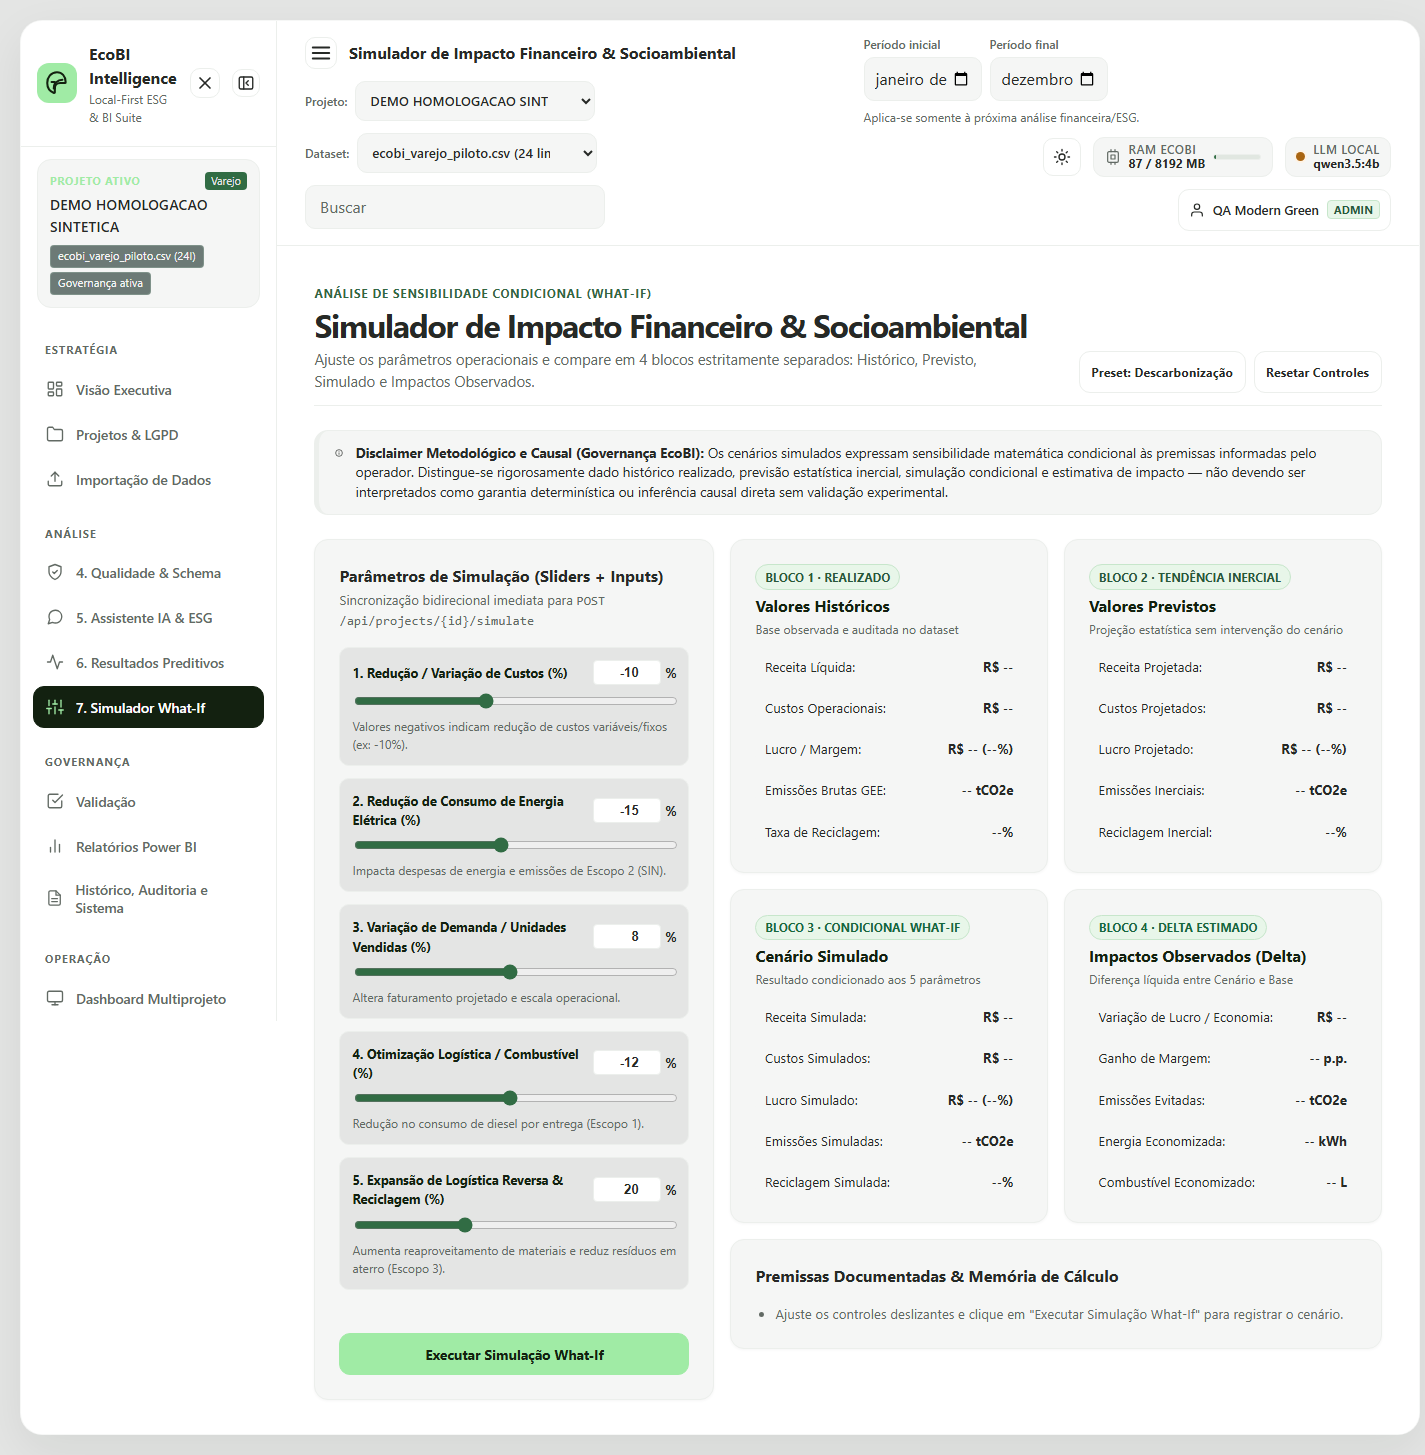 EcoBI
Intelligence
Local-First ESG
& BI Suite
PROJETO ATIVO
Varejo
DEMO HOMOLOGACAO
SINTETICA
ecobi_varejo_piloto.csv (24l)
Governança ativa
ESTRATÉGIA
Visão Executiva
Projetos & LGPD
Importação de Dados
ANÁLISE
4. Qualidade & Schema
5. Assistente IA & ESG
6. Resultados Preditivos
7. Simulador What-If
GOVERNANÇA
Validação
Relatórios Power BI
Histórico, Auditoria e
Sistema
OPERAÇÃO
Dashboard Multiprojeto
Simulador de Impacto Financeiro & Socioambiental
Projeto:
DEMO HOMOLOGACAO SINT
Dataset:
ecobi_varejo_piloto.csv (24 lin
Buscar
Período inicial
janeiro de
Período final
dezembro
Aplica-se somente à próxima análise financeira/ESG.
RAM ECOBI
87 / 8192 MB
LLM LOCAL
qwen3.5:4b
QA Modern Green
ADMIN
ANÁLISE DE SENSIBILIDADE CONDICIONAL (WHAT-IF)
Simulador de Impacto Financeiro & Socioambiental
Ajuste os parâmetros operacionais e compare em 4 blocos estritamente separados: Histórico, Previsto,
Simulado e Impactos Observados.
Preset: Descarbonização
Resetar Controles
Disclaimer Metodológico e Causal (Governança EcoBI): Os cenários simulados expressam sensibilidade matemática condicional às premissas informadas pelo
operador. Distingue-se rigorosamente dado histórico realizado, previsão estatística inercial, simulação condicional e estimativa de impacto — não devendo ser
interpretados como garantia determinística ou inferência causal direta sem validação experimental.
Parâmetros de Simulação (Sliders + Inputs)
Sincronização bidirecional imediata para POST
/api/projects/{id}/simulate
1. Redução / Variação de Custos (%)
-10 %
Valores negativos indicam redução de custos variáveis/fixos
(ex: -10%).
2. Redução de Consumo de Energia
Elétrica (%)
-15 %
Impacta despesas de energia e emissões de Escopo 2 (SIN).
3. Variação de Demanda / Unidades
Vendidas (%)
8 %
Altera faturamento projetado e escala operacional.
4. Otimização Logística / Combustível
(%)
-12 %
Redução no consumo de diesel por entrega (Escopo 1).
5. Expansão de Logística Reversa &
Reciclagem (%)
20 %
Aumenta reaproveitamento de materiais e reduz resíduos em
aterro (Escopo 3).
Executar Simulação What-If
BLOCO 1 · REALIZADO
Valores Históricos
Base observada e auditada no dataset
Receita Líquida: R$ --
Custos Operacionais: R$ --
Lucro / Margem: R$ -- (--%)
Emissões Brutas GEE: -- tCO2e
Taxa de Reciclagem: --%
BLOCO 2 · TENDÊNCIA INERCIAL
Valores Previstos
Projeção estatística sem intervenção do cenário
Receita Projetada: R$ --
Custos Projetados: R$ --
Lucro Projetado: R$ -- (--%)
Emissões Inerciais: -- tCO2e
Reciclagem Inercial: --%
BLOCO 3 · CONDICIONAL WHAT-IF
Cenário Simulado
Resultado condicionado aos 5 parâmetros
Receita Simulada: R$ --
Custos Simulados: R$ --
Lucro Simulado: R$ -- (--%)
Emissões Simuladas: -- tCO2e
Reciclagem Simulada: --%
BLOCO 4 · DELTA ESTIMADO
Impactos Observados (Delta)
Diferença líquida entre Cenário e Base
Variação de Lucro / Economia: R$ --
Ganho de Margem: -- p.p.
Emissões Evitadas: -- tCO2e
Energia Economizada: -- kWh
Combustível Economizado: -- L
Premissas Documentadas & Memória de Cálculo
• Ajuste os controles deslizantes e clique em "Executar Simulação What-If" para registrar o cenário.